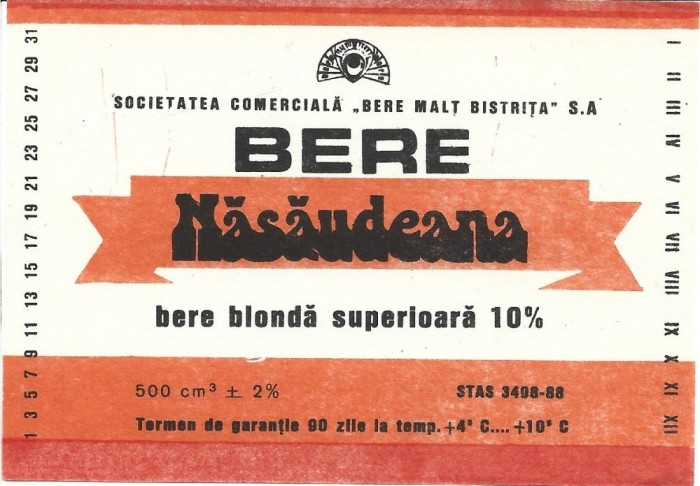 SOCIETATEA COMERCIALĂ „BERE MALȚ BISTRIȚA” S.A
BERE
Năsăudeana
bere blondă superioară 10%
500 cm³ ± 2%
STAS 3498-88
Termen de garanție 90 zile la temp. +4° C.... +10° C
31
29
27
25
23
21
19
17
15
13
11
9
7
5
3
1
I
II
III
IV
V
VI
VII
VIII
IX
X
XI
XII